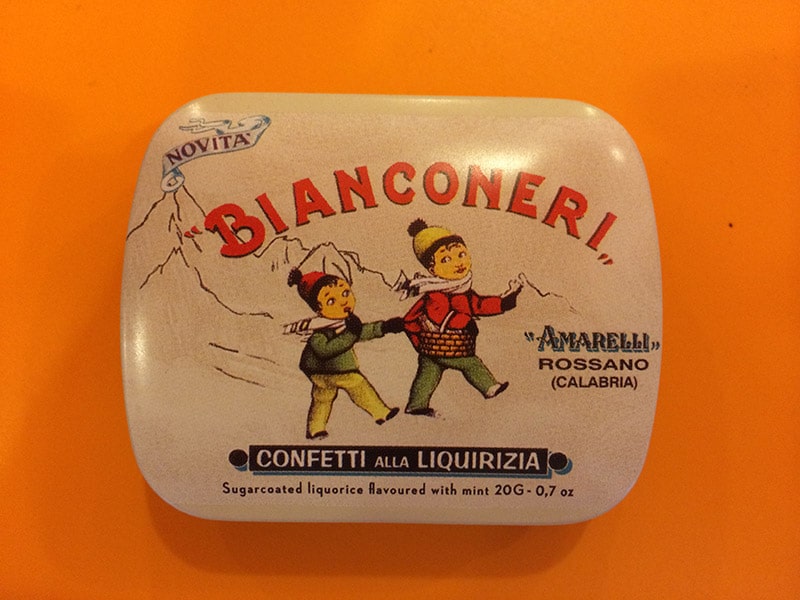 NOVITA'
"BIANCONERI"
"AMARELLI"
ROSSANO
(CALABRIA)
CONFETTI ALLA LIQUIRIZIA
Sugarcoated liquorice flavoured with mint 20G - 0,7 oz